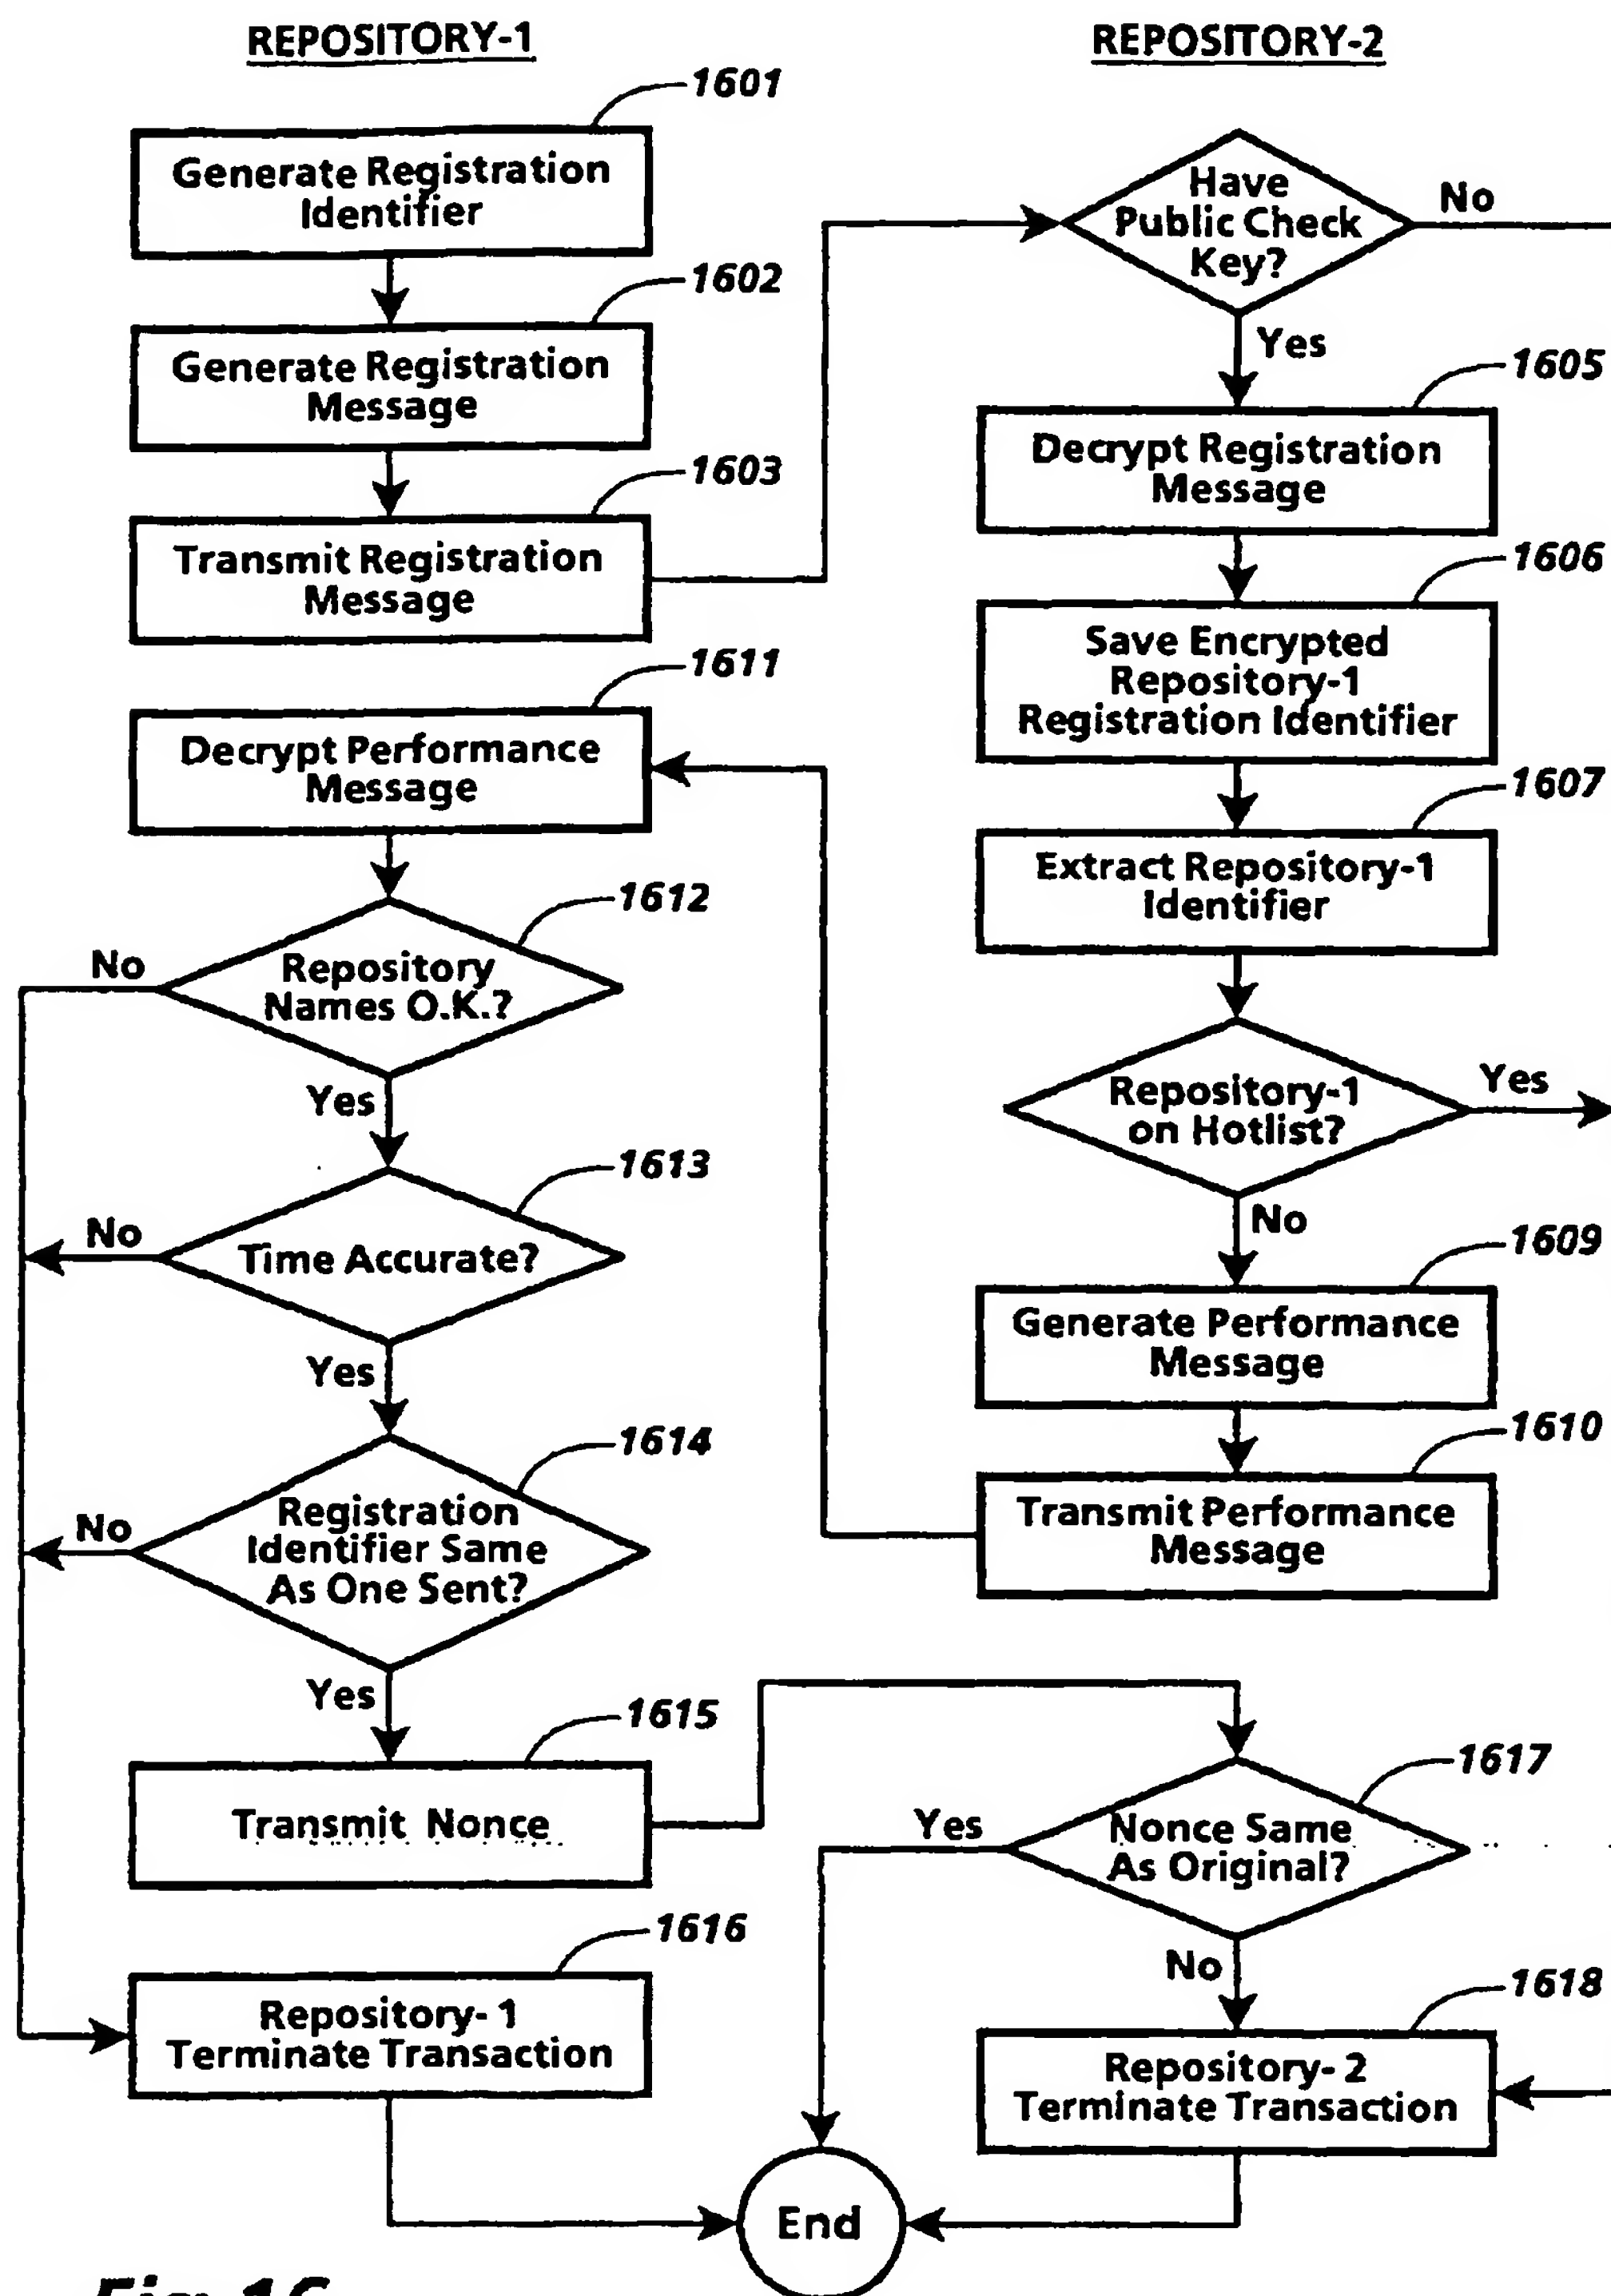 REPOSITORY-1
1601
Generate Registration
Identifier
1602
Generate Registration
Message
1603
Transmit Registration
Message
1611
Decrypt Performance
Message
1612
Repository
Names O.K.?
No
Yes
1613
Time Accurate?
No
Yes
1614
Registration
Identifier Same
As One Sent?
No
Yes
1615
Transmit Nonce
1616
Repository-1
Terminate Transaction
REPOSITORY-2
Have
Public Check
Key?
No
Yes
1605
Decrypt Registration
Message
1606
Save Encrypted
Repository-1
Registration Identifier
1607
Extract Repository-1
Identifier
Repository-1
on Hotlist?
Yes
No
1609
Generate Performance
Message
1610
Transmit Performance
Message
1617
Nonce Same
As Original?
Yes
No
1618
Repository-2
Terminate Transaction
End